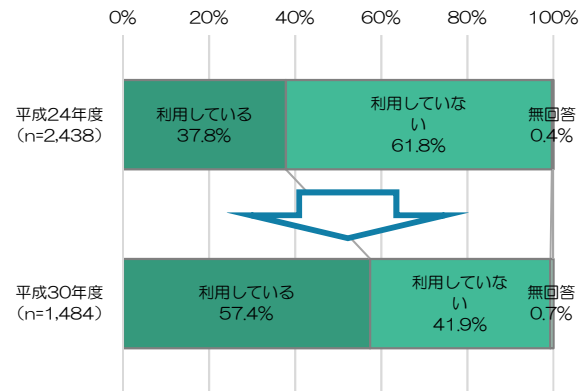 0% 20% 40% 60% 80% 100%
平成24年度
（n=2,438）
利用している
37.8%
利用していな
い
61.8%
無回答
0.4%
平成30年度
（n=1,484）
利用している
57.4%
利用していな
い
41.9%
無回答
0.7%